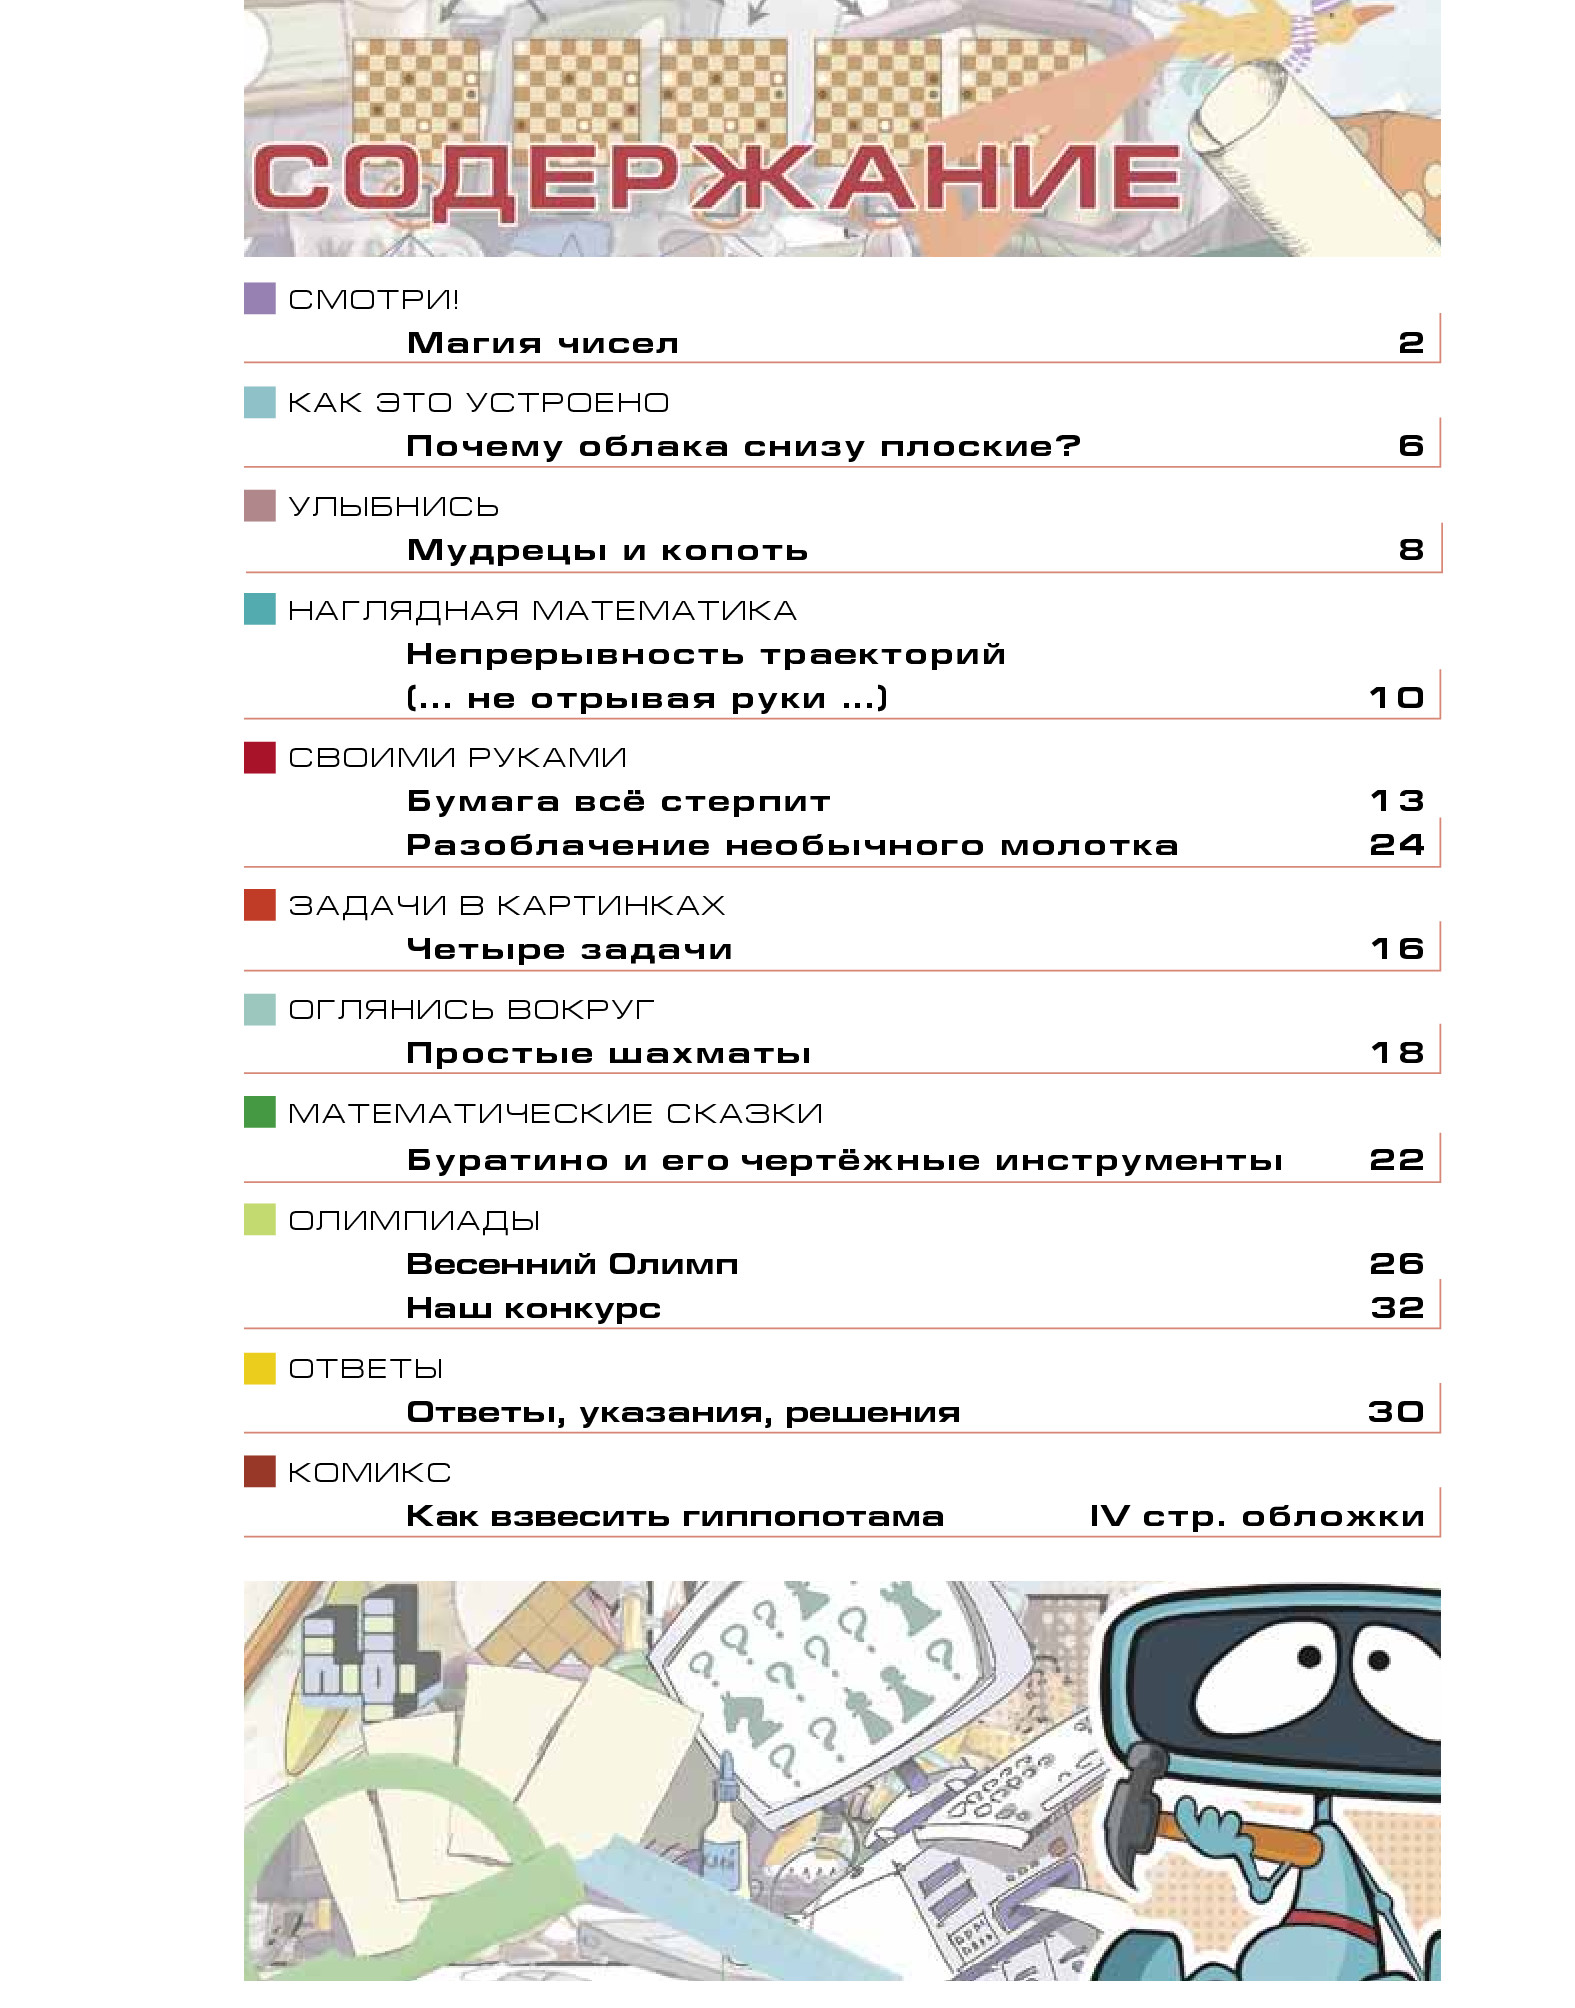 СОДЕРЖАНИЕ
СМОТРИ!
Магия чисел 2
КАК ЭТО УСТРОЕНО
Почему облака снизу плоские? 6
УЛЫБНИСЬ
Мудрецы и копоть 8
НАГЛЯДНАЯ МАТЕМАТИКА
Непрерывность траекторий
(... не отрывая руки ...) 10
СВОИМИ РУКАМИ
Бумага всё стерпит 13
Разоблачение необычного молотка 24
ЗАДАЧИ В КАРТИНКАХ
Четыре задачи 16
ОГЛЯНИСЬ ВОКРУГ
Простые шахматы 18
МАТЕМАТИЧЕСКИЕ СКАЗКИ
Буратино и его чертёжные инструменты 22
ОЛИМПИАДЫ
Весенний Олимп 26
Наш конкурс 32
ОТВЕТЫ
Ответы, указания, решения 30
КОМИКС
Как взвесить гиппопотама IV стр. обложки